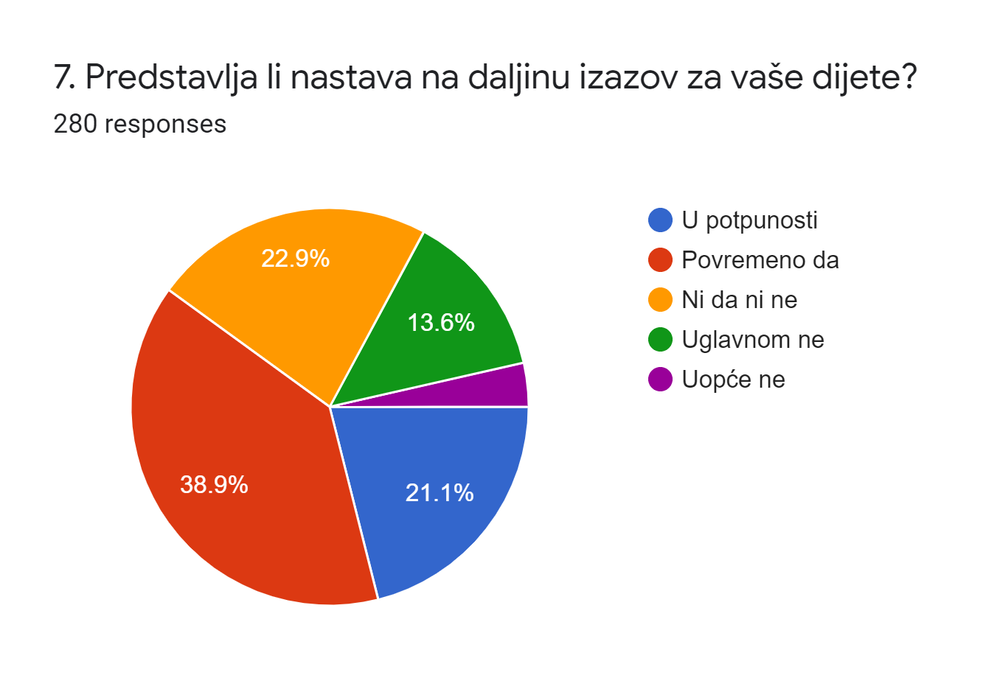 7. Predstavlja li nastava na daljinu izazov za vaše dijete?
280 responses
22.9%
13.6%
38.9%
21.1%
U potpunosti
Povremeno da
Ni da ni ne
Uglavnom ne
Uopće ne